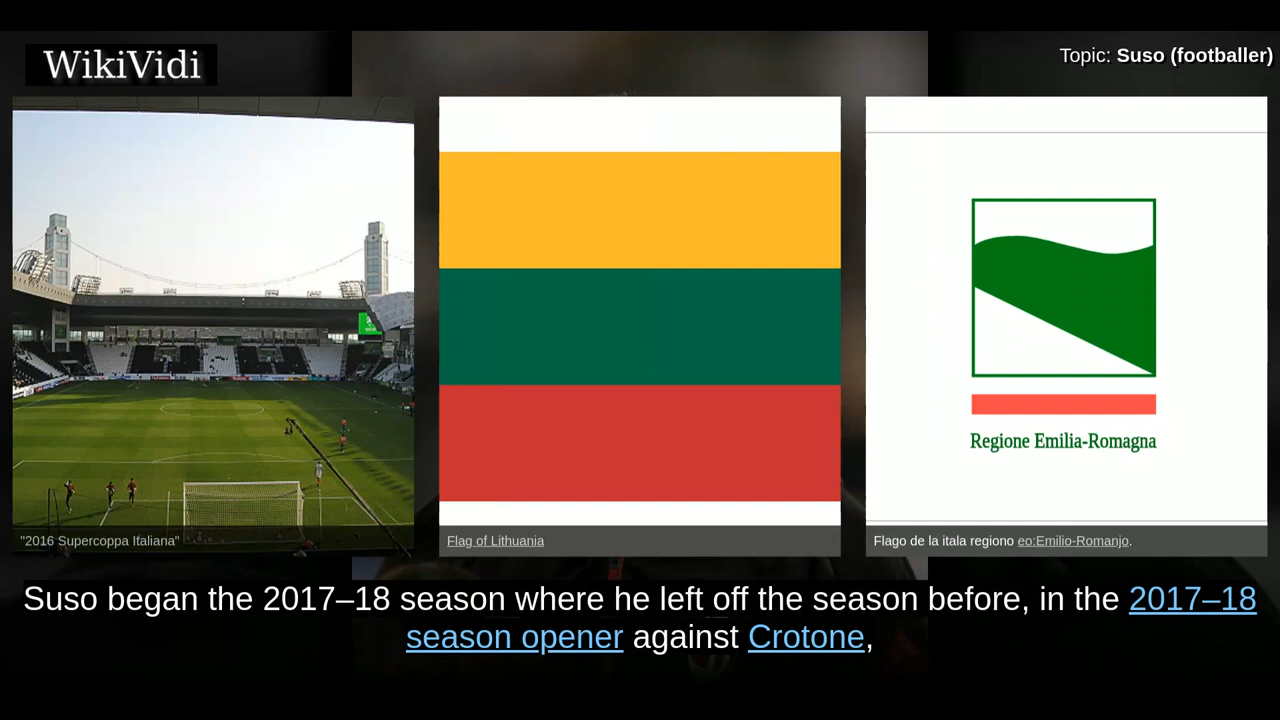 WikiVidi
Topic: Suso (footballer)
Regione Emilia-Romagna
"2016 Supercoppa Italiana"
Flag of Lithuania
Flago de la itala regiono eo:Emilio-Romanjo.
Suso began the 2017–18 season where he left off the season before, in the 2017–18
season opener against Crotone,